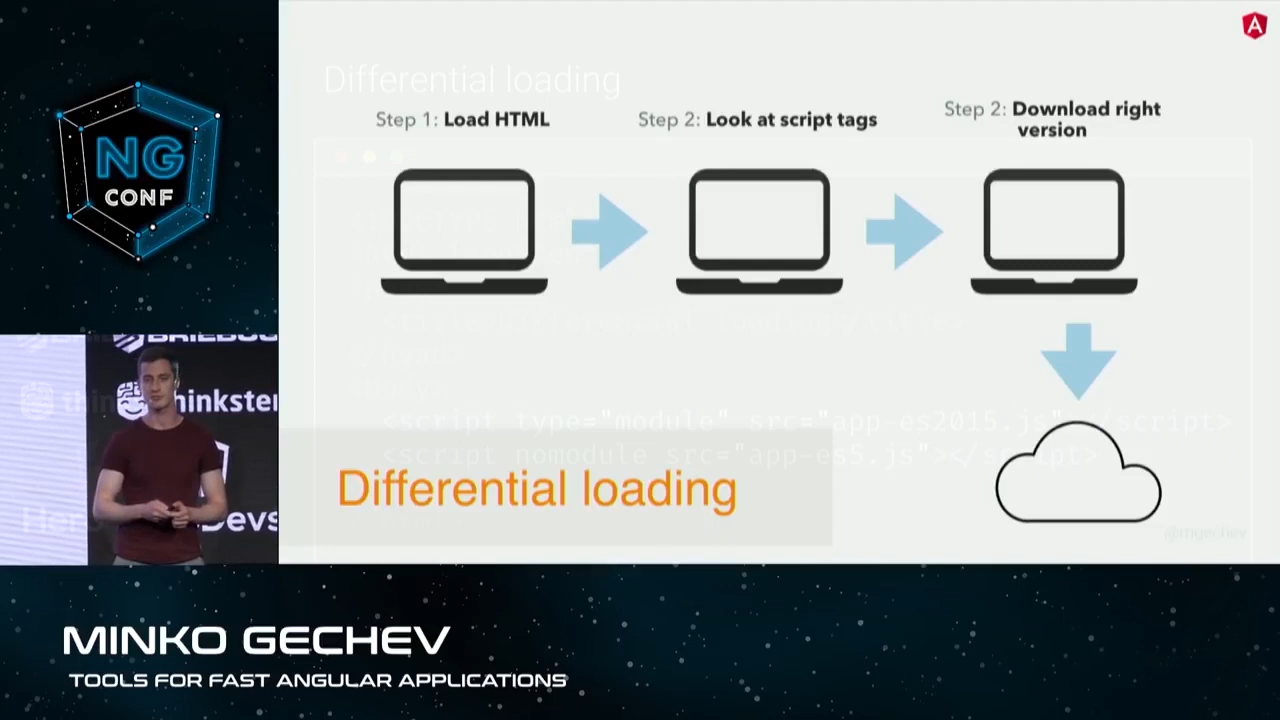 Differential loading
Step 1: Load HTML
Step 2: Look at script tags
Step 2: Download right
version
NG
CONF
thinkster
Devs
<script type="module" src="app-es2015.js"></script>
<script nomodule src="app-es5.js"></script>
Differential loading
@mgechev
MINKO GECHEV
TOOLS FOR FAST ANGULAR APPLICATIONS